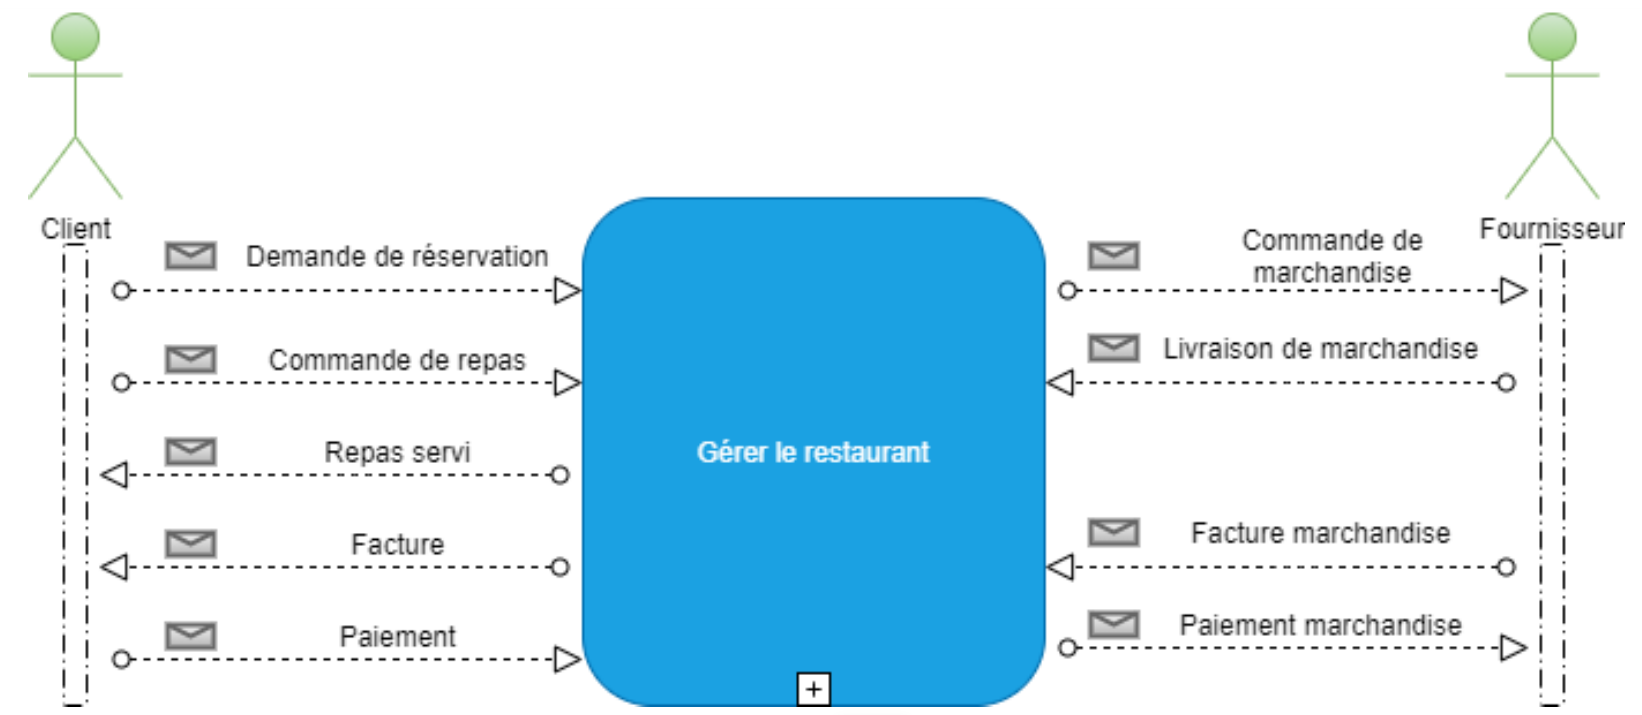 Client
Fournisseur
Demande de réservation
Commande de repas
Repas servi
Facture
Paiement
Gérer le restaurant
+
Commande de
marchandise
Livraison de marchandise
Facture marchandise
Paiement marchandise